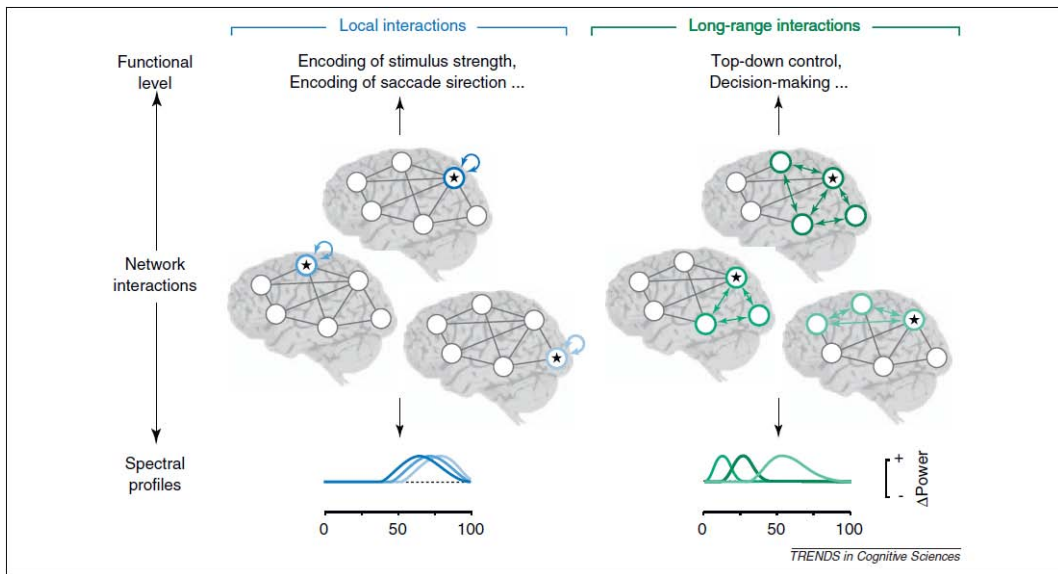 Local interactions
Long-range interactions
Functional
level
Encoding of stimulus strength,
Encoding of saccade sirection ...
Top-down control,
Decision-making ...
Network
interactions
Spectral
profiles
+
-
ΔPower
0 50 100
0 50 100
TRENDS in Cognitive Sciences